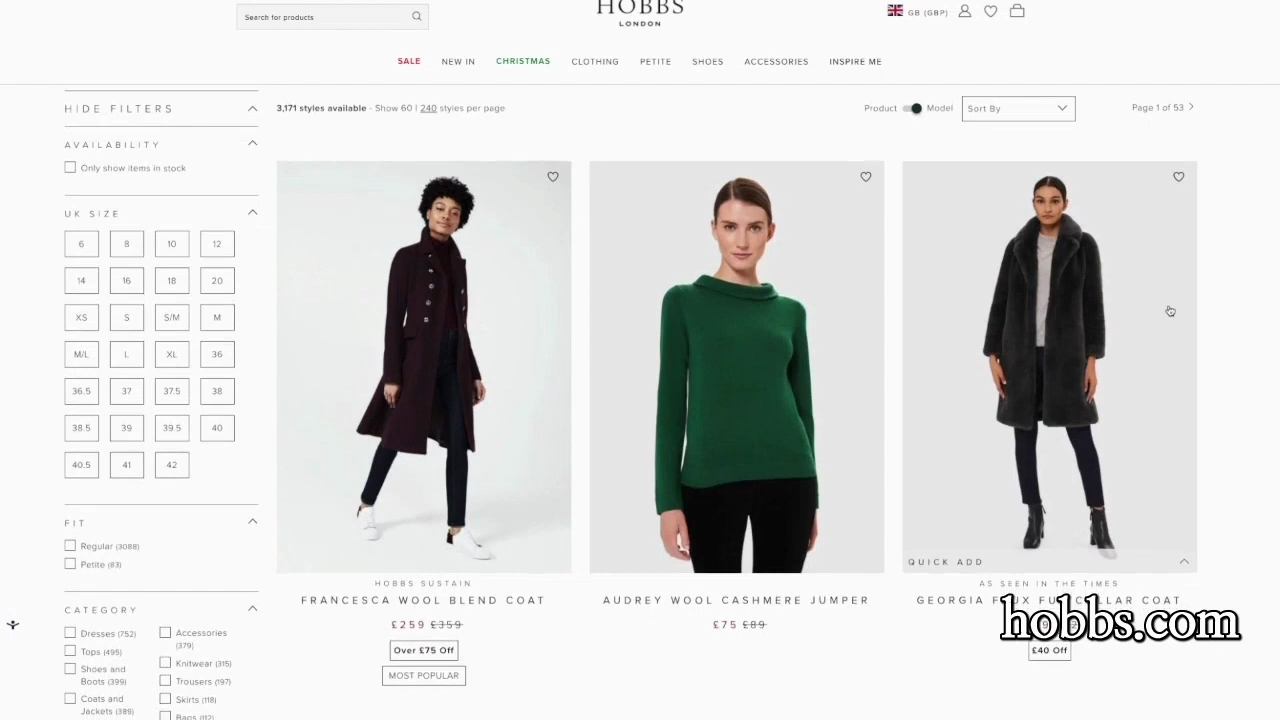 HOBBS
LONDON
Search for products
GB (GBP)
SALE NEW IN CHRISTMAS CLOTHING PETITE SHOES ACCESSORIES INSPIRE ME
HIDE FILTERS
3,171 styles available - Show 60 | 240 styles per page
Product Model
Sort By
Page 1 of 53
AVAILABILITY
Only show items in stock
UK SIZE
6 8 10 12
14 16 18 20
XS S S/M M
M/L L XL 36
36.5 37 37.5 38
38.5 39 39.5 40
40.5 41 42
FIT
Regular (3088)
Petite (83)
CATEGORY
Dresses (752)
Tops (495)
Shoes and
Boots (399)
Coats and
Jackets (389)
Accessories
(379)
Knitwear (315)
Trousers (197)
Skirts (118)
Bags (112)
HOBBS SUSTAIN
FRANCESCA WOOL BLEND COAT
£259 £359
Over £75 Off
MOST POPULAR
AUDREY WOOL CASHMERE JUMPER
£75 £89
QUICK ADD
AS SEEN IN THE TIMES
GEORGIA FAUX FUR COLLAR COAT
£40 Off
hobbs.com